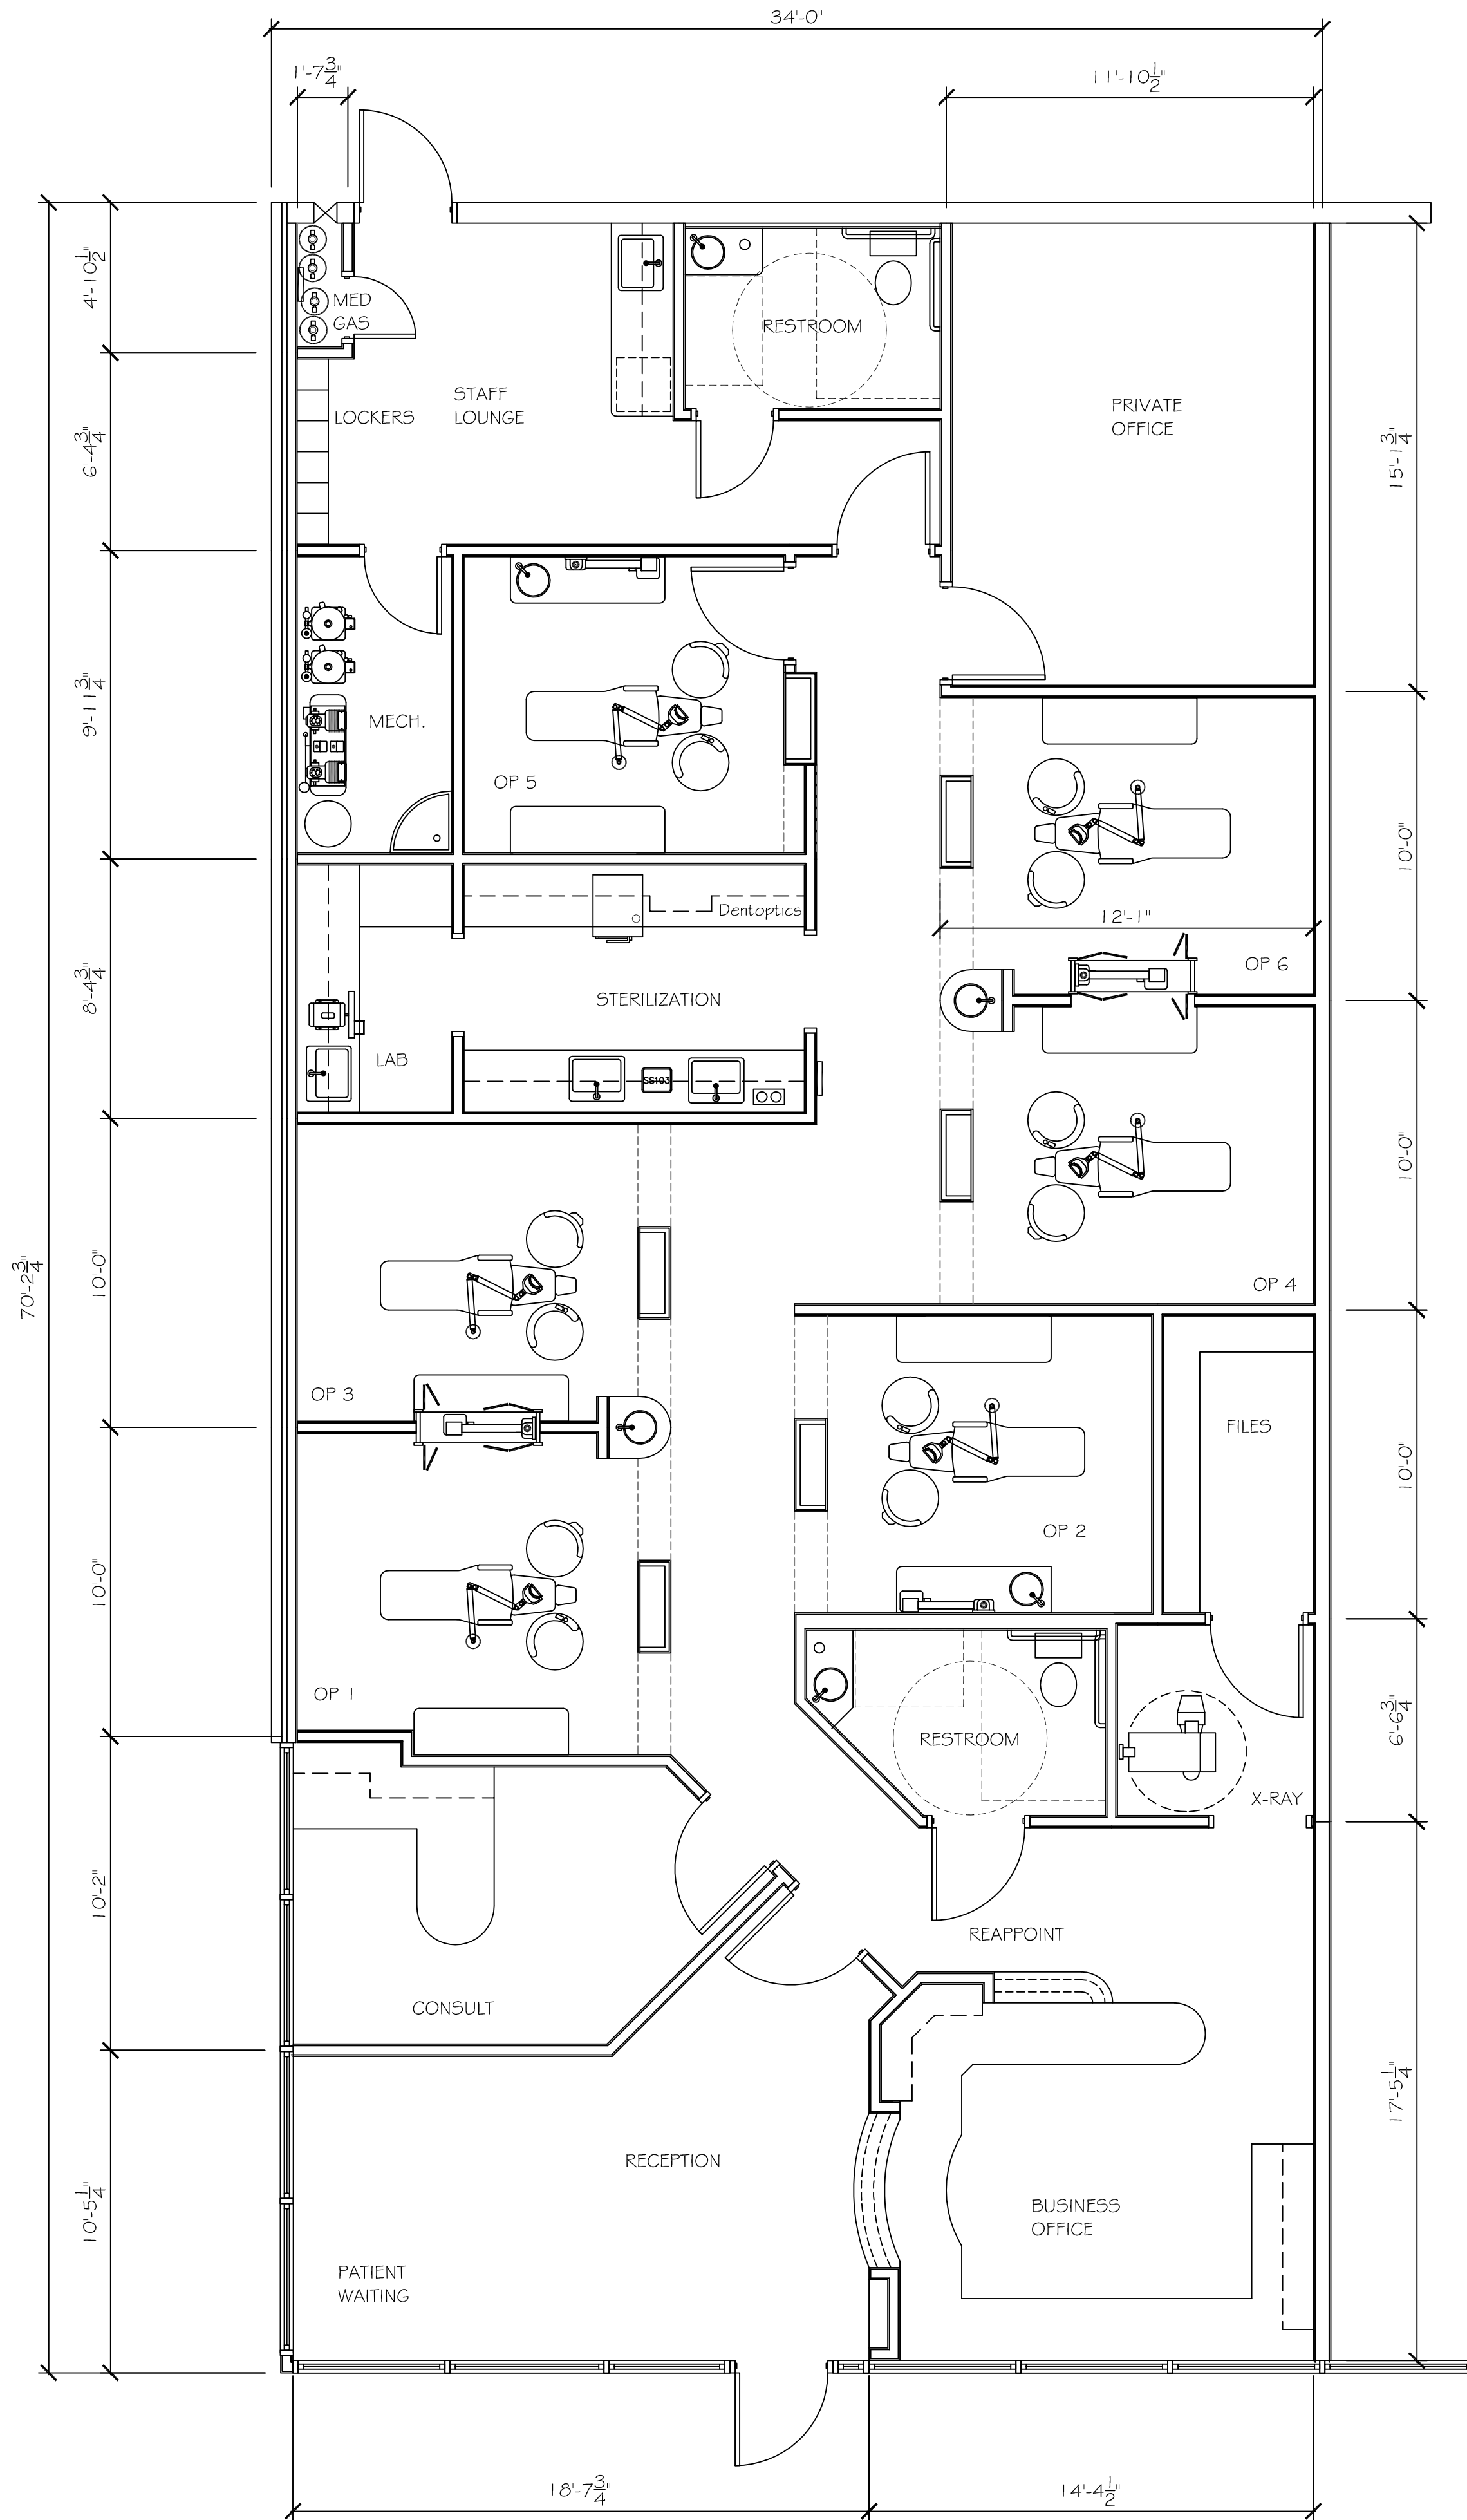 34'-0"
1'-7 3/4"
11'-10 1/2"
4'-10 1/2"
MED
GAS
RESTROOM
STAFF
LOUNGE
LOCKERS
PRIVATE
OFFICE
6'-4 3/4"
15'-1 3/4"
9'-11 3/4"
MECH.
OP 5
10'-0"
Dentoptics
12'-1"
OP 6
8'-4 3/4"
STERILIZATION
LAB
SS103
10'-0"
70'-2 3/4"
10'-0"
OP 4
OP 3
FILES
10'-0"
OP 2
10'-0"
OP 1
RESTROOM
6'-6 3/4"
X-RAY
10'-2"
REAPPOINT
CONSULT
17'-5 1/4"
RECEPTION
BUSINESS
OFFICE
10'-5 1/4"
PATIENT
WAITING
18'-7 3/4"
14'-4 1/2"